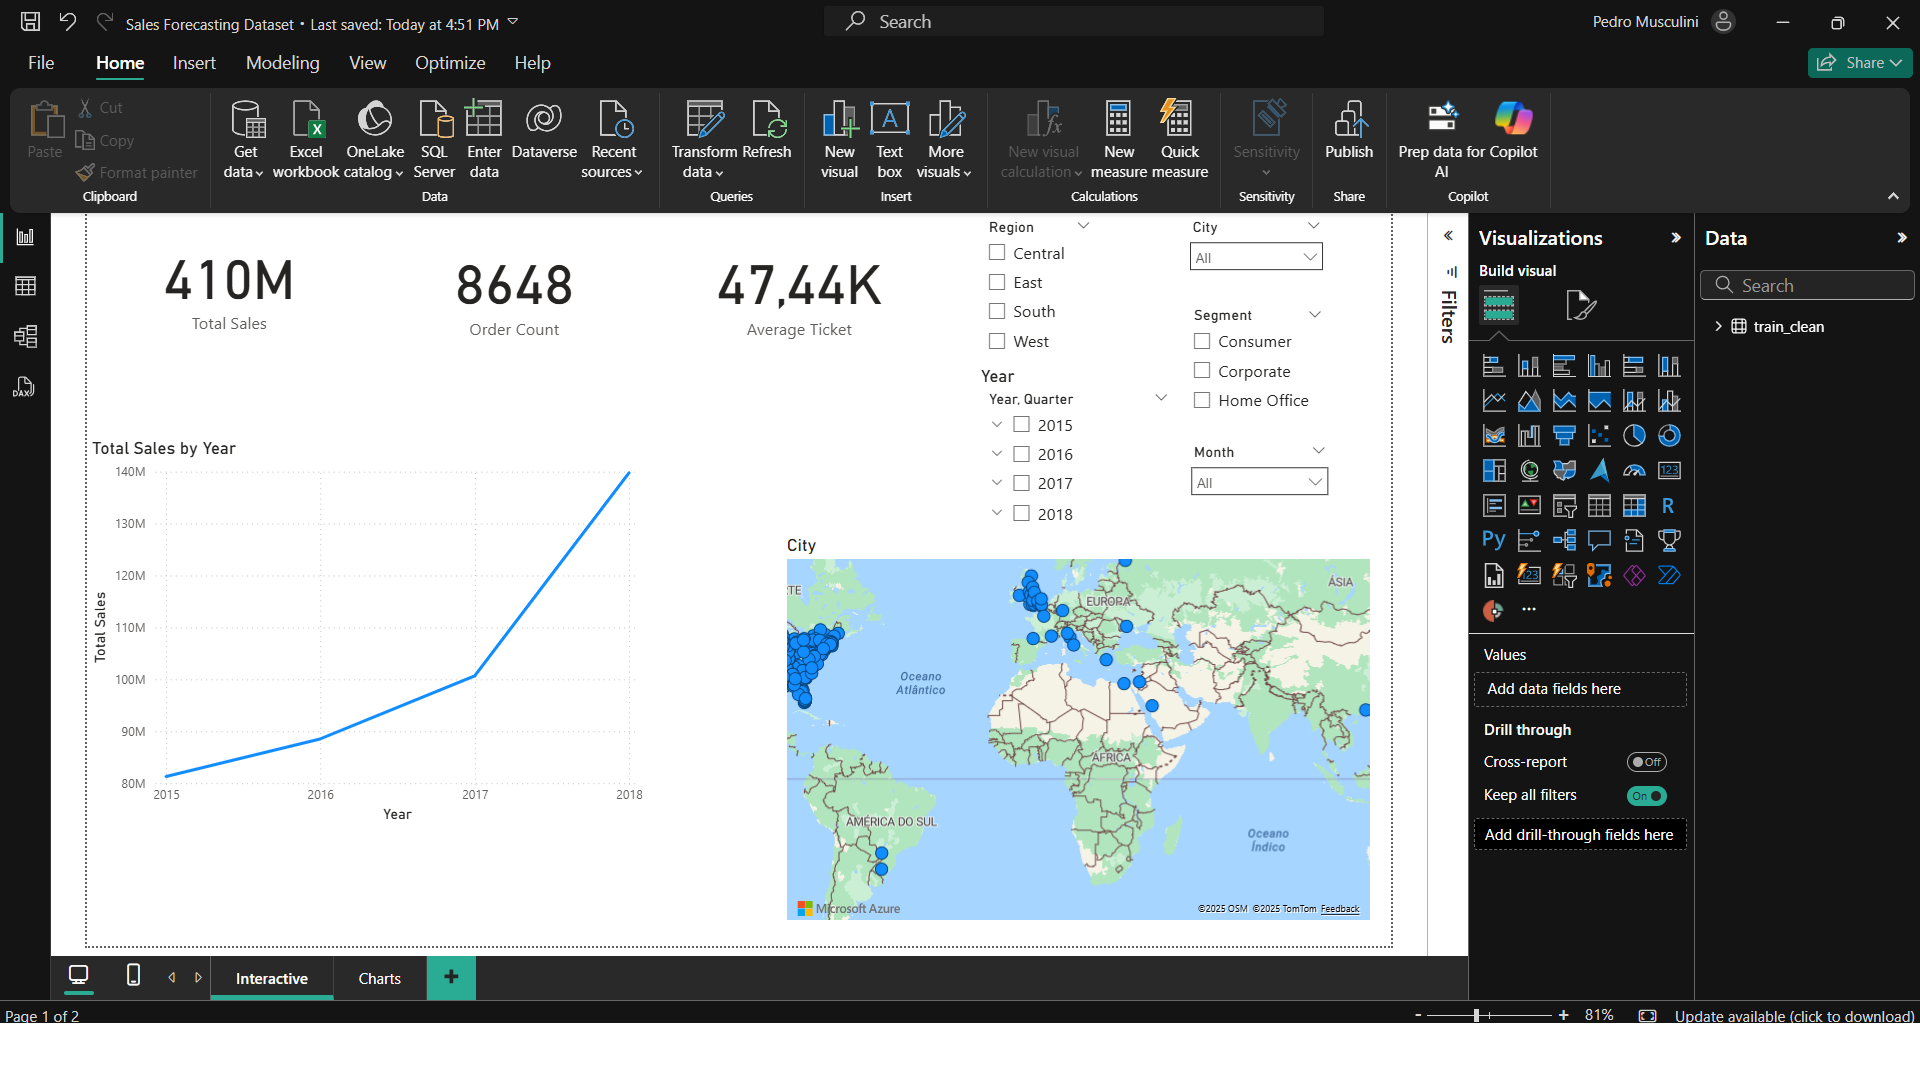 Sales Forecasting Dataset • Last saved: Today at 4:51 PM
Search
Pedro Musculini
File Home Insert Modeling View Optimize Help
Share
Paste
Cut
Copy
Format painter
Clipboard
Get data
Excel workbook
OneLake catalog
SQL Server
Enter data
Dataverse
Recent sources
Data
Transform data
Refresh
Queries
New visual
Text box
More visuals
Insert
New visual calculation
New measure
Quick measure
Calculations
Sensitivity
Sensitivity
Publish
Share
Prep data for AI
Copilot
Copilot
DAX
410M
Total Sales
8648
Order Count
47,44K
Average Ticket
Region
Central
East
South
West
City
All
Segment
Consumer
Corporate
Home Office
Year
Year, Quarter
2015
2016
2017
2018
Month
All
Total Sales by Year
Total Sales
140M
130M
120M
110M
100M
90M
80M
2015 2016 2017 2018
Year
City
TE
EUROPA
ÁSIA
Oceano
Atlântico
ÁFRICA
AMÉRICA DO SUL
Oceano
Índico
Microsoft Azure
©2025 OSM ©2025 TomTom Feedback
Filters
Visualizations
Build visual
123
R
Py
123
Values
Add data fields here
Drill through
Cross-report
Off
Keep all filters
On
Add drill-through fields here
Data
Search
train_clean
Interactive
Charts
Page 1 of 2
- + 81%
Update available (click to download)